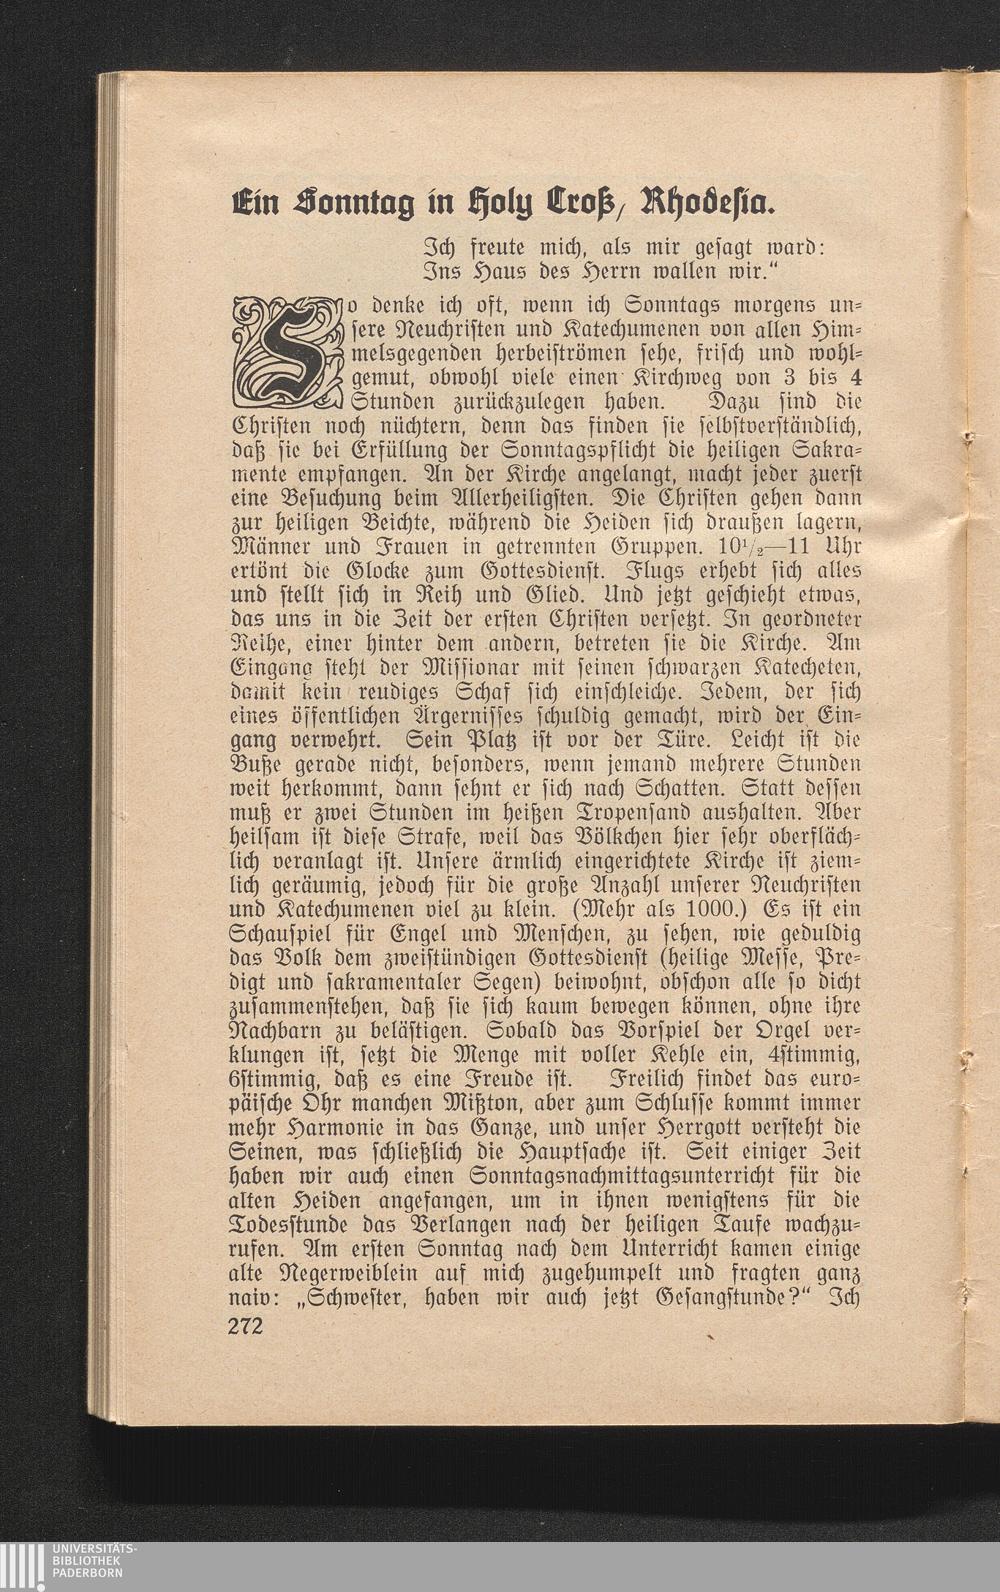 Ein Sonntag in Holy Croß, Rhodesia.
Ich freute mich, als mir gesagt ward:
Ins Haus des Herrn wallen wir.“
So denke ich oft, wenn ich Sonntags morgens un-
sere Neuchristen und Katechumenen von allen Him-
melsgegenden herbeiströmen sehe, frisch und wohl-
gemut, obwohl viele einen Kirchweg von 3 bis 4
Stunden zurückzulegen haben. Dazu sind die
Christen noch nüchtern, denn das finden sie selbstverständlich,
daß sie bei Erfüllung der Sonntagspflicht die heiligen Sakra-
mente empfangen. An der Kirche angelangt, macht jeder zuerst
eine Besuchung beim Allerheiligsten. Die Christen gehen dann
zur heiligen Beichte, während die Heiden sich draußen lagern,
Männer und Frauen in getrennten Gruppen. 10¹/₂—11 Uhr
ertönt die Glocke zum Gottesdienst. Flugs erhebt sich alles
und stellt sich in Reih und Glied. Und jetzt geschieht etwas,
das uns in die Zeit der ersten Christen versetzt. In geordneter
Reihe, einer hinter dem andern, betreten sie die Kirche. Am
Eingang steht der Missionar mit seinen schwarzen Katecheten,
damit kein reudiges Schaf sich einschleiche. Jedem, der sich
eines öffentlichen Ärgernisses schuldig gemacht, wird der Ein-
gang verwehrt. Sein Platz ist vor der Türe. Leicht ist die
Buße gerade nicht, besonders, wenn jemand mehrere Stunden
weit herkommt, dann sehnt er sich nach Schatten. Statt dessen
muß er zwei Stunden im heißen Tropensand aushalten. Aber
heilsam ist diese Strafe, weil das Völkchen hier sehr oberfläch-
lich veranlagt ist. Unsere ärmlich eingerichtete Kirche ist ziem-
lich geräumig, jedoch für die große Anzahl unserer Neuchristen
und Katechumenen viel zu klein. (Mehr als 1000.) Es ist ein
Schauspiel für Engel und Menschen, zu sehen, wie geduldig
das Volk dem zweistündigen Gottesdienst (heilige Messe, Pre-
digt und sakramentaler Segen) beiwohnt, obschon alle so dicht
zusammenstehen, daß sie sich kaum bewegen können, ohne ihre
Nachbarn zu belästigen. Sobald das Vorspiel der Orgel ver-
klungen ist, setzt die Menge mit voller Kehle ein, 4stimmig,
6stimmig, daß es eine Freude ist. Freilich findet das euro-
päische Ohr manchen Mißton, aber zum Schlusse kommt immer
mehr Harmonie in das Ganze, und unser Herrgott versteht die
Seinen, was schließlich die Hauptsache ist. Seit einiger Zeit
haben wir auch einen Sonntagsnachmittagsunterricht für die
alten Heiden angefangen, um in ihnen wenigstens für die
Todesstunde das Verlangen nach der heiligen Taufe wachzu-
rufen. Am ersten Sonntag nach dem Unterricht kamen einige
alte Negerweiblein auf mich zugehumpelt und fragten ganz
naiv: „Schwester, haben wir auch jetzt Gesangstunde?“ Ich
272
UNIVERSITÄTS-
BIBLIOTHEK
PADERBORN